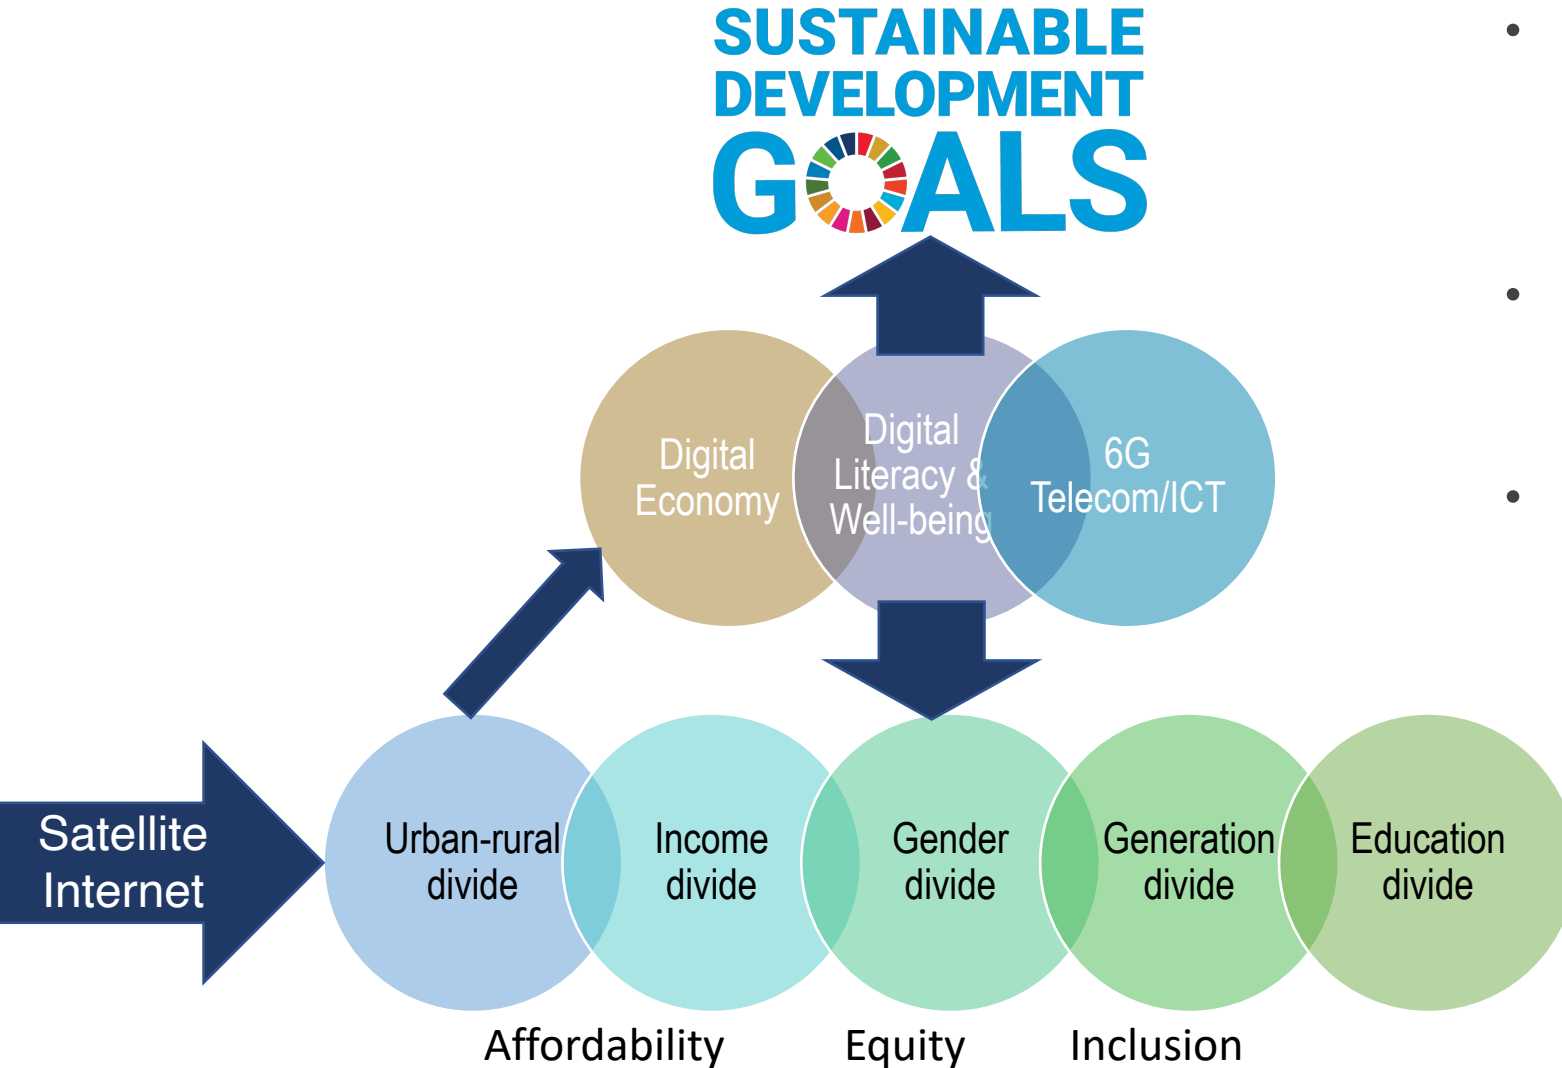 SUSTAINABLE
DEVELOPMENT
GOALS
Digital
Economy
Digital
Literacy &
Well-being
6G
Telecom/ICT
Satellite
Internet
Urban-rural
divide
Income
divide
Gender
divide
Generation
divide
Education
divide
Affordability
Equity
Inclusion